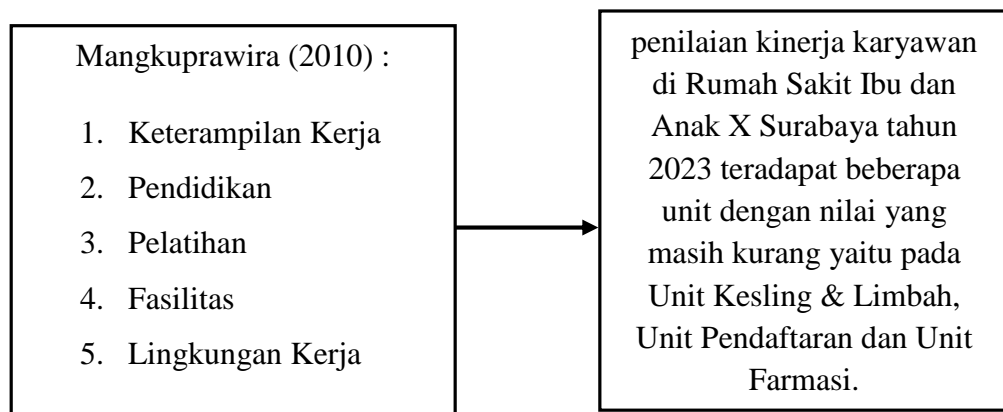 Mangkuprawira (2010) :
1. Keterampilan Kerja
2. Pendidikan
3. Pelatihan
4. Fasilitas
5. Lingkungan Kerja
penilaian kinerja karyawan
di Rumah Sakit Ibu dan
Anak X Surabaya tahun
2023 teradapat beberapa
unit dengan nilai yang
masih kurang yaitu pada
Unit Kesling & Limbah,
Unit Pendaftaran dan Unit
Farmasi.